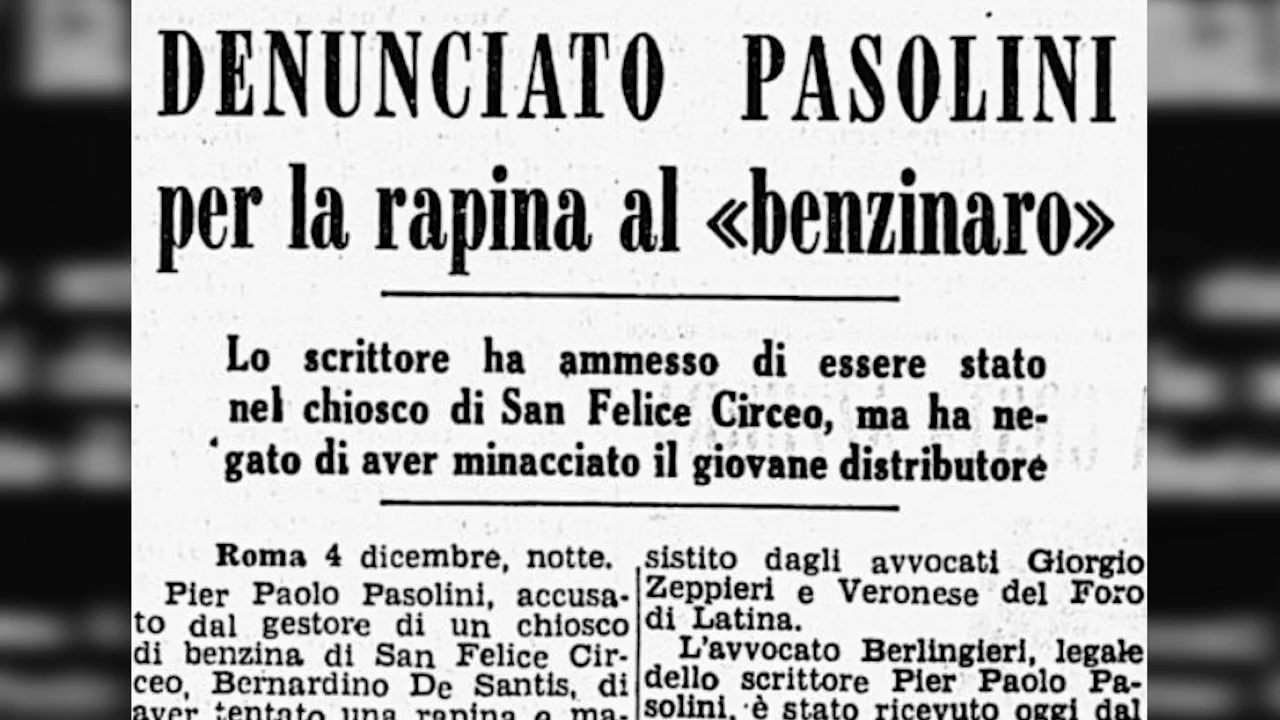 DENUNCIATO PASOLINI
per la rapina al «benzinaro»
Lo scrittore ha ammesso di essere stato
nel chiosco di San Felice Circeo, ma ha ne-
gato di aver minacciato il giovane distributore
Roma 4 dicembre, notte.
Pier Paolo Pasolini, accusa-
to dal gestore di un chiosco
di benzina di San Felice Cir-
ceo, Bernardino De Santis, di
aver tentato una rapina a ma-
sistito dagli avvocati Giorgio
Zeppieri e Veronese del Foro
di Latina.
L'avvocato Berlingieri, legale
dello scrittore Pier Paolo Pa-
solini, è stato ricevuto oggi dal